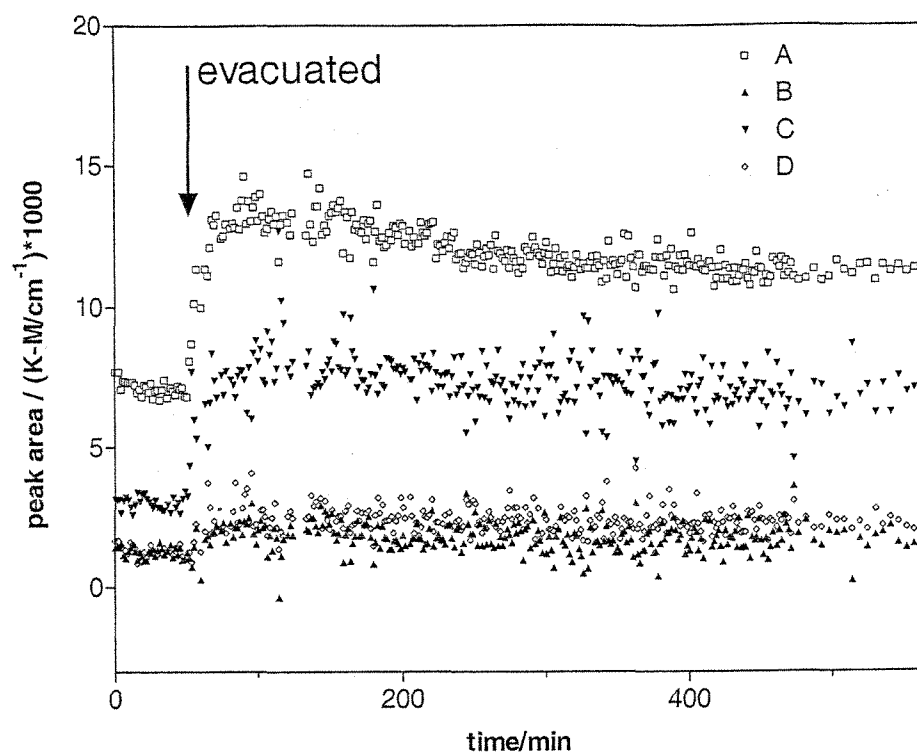 20
evacuated
A
B
C
D
15
10
5
0
peak area / (K-M/cm⁻¹)*1000
0
200
400
time/min